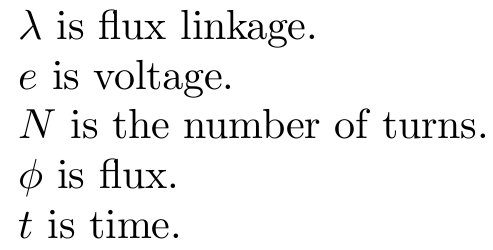 λ is flux linkage.
e is voltage.
N is the number of turns.
ϕ is flux.
t is time.